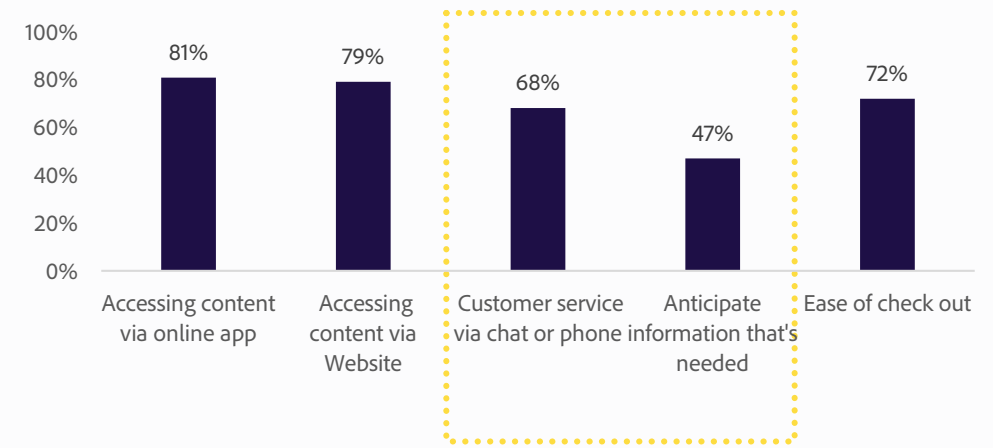 100%
80%
60%
40%
20%
0%
81%
79%
68%
47%
72%
Accessing content
via online app
Accessing
content via
Website
Customer service
via chat or phone
Anticipate
information that's
needed
Ease of check out